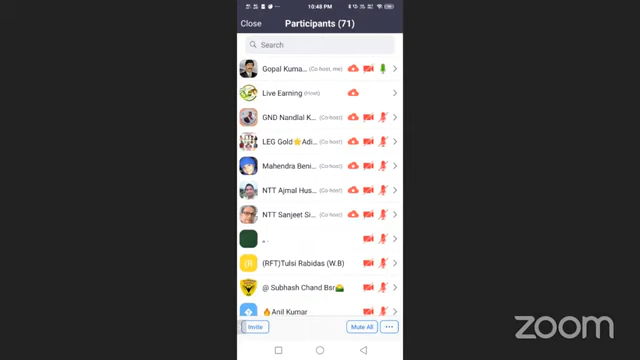 10:48 PM
Close Participants (71)
Search
Gopal Kuma... (Co-host, me)
Live Earning (Host)
GND Nandlal K... (Co-host)
LEG Gold⭐Adi... (Co-host)
Mahendra Beni... (Co-host)
NTT Ajmal Hus... (Co-host)
NTT Sanjeet Si... (Co-host)
(R (RFT)Tulsi Rabidas (W.B)
@ Subhash Chand Bsr
🔥Anil Kumar
Invite Mute All ...
zoom